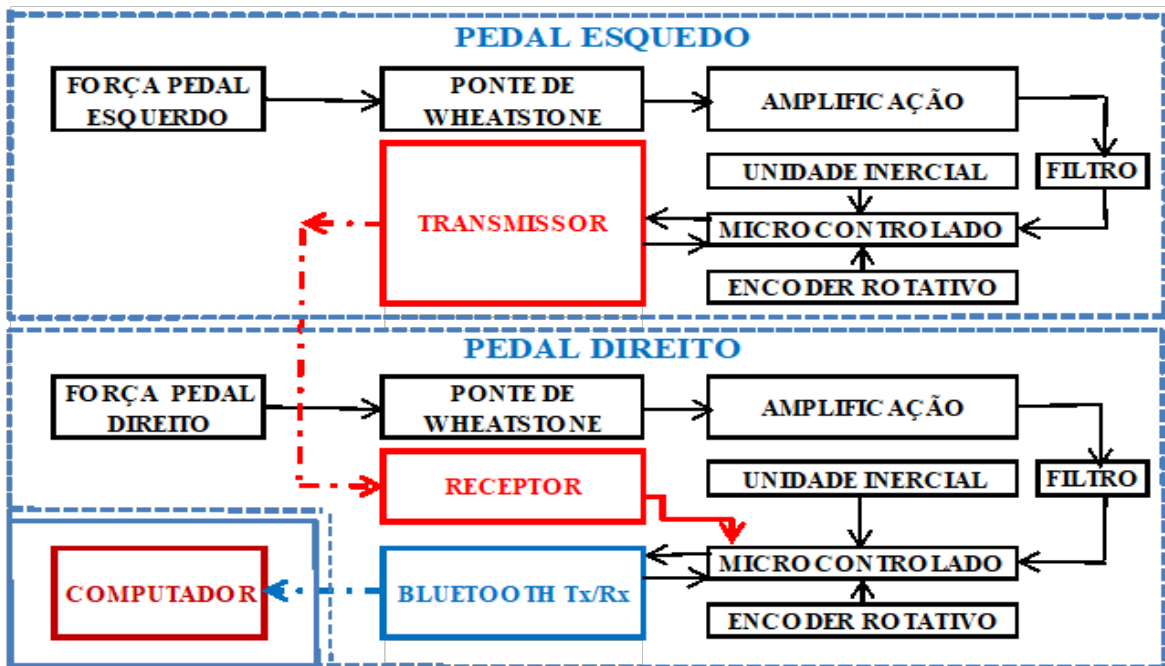 PEDAL ESQUEDO
FORÇA PEDAL
ESQUERDO
PONTE DE
WHEATSTONE
AMPLIFICAÇÃO
UNIDADE INERCIAL
FILTRO
TRANSMISSOR
MICROCONTROLADO
ENCODER ROTATIVO
PEDAL DIREITO
FORÇA PEDAL
DIREITO
PONTE DE
WHEATSTONE
AMPLIFICAÇÃO
RECEPTOR
UNIDADE INERCIAL
FILTRO
COMPUTADOR
BLUETOOTH Tx/Rx
MICROCONTROLADO
ENCODER ROTATIVO